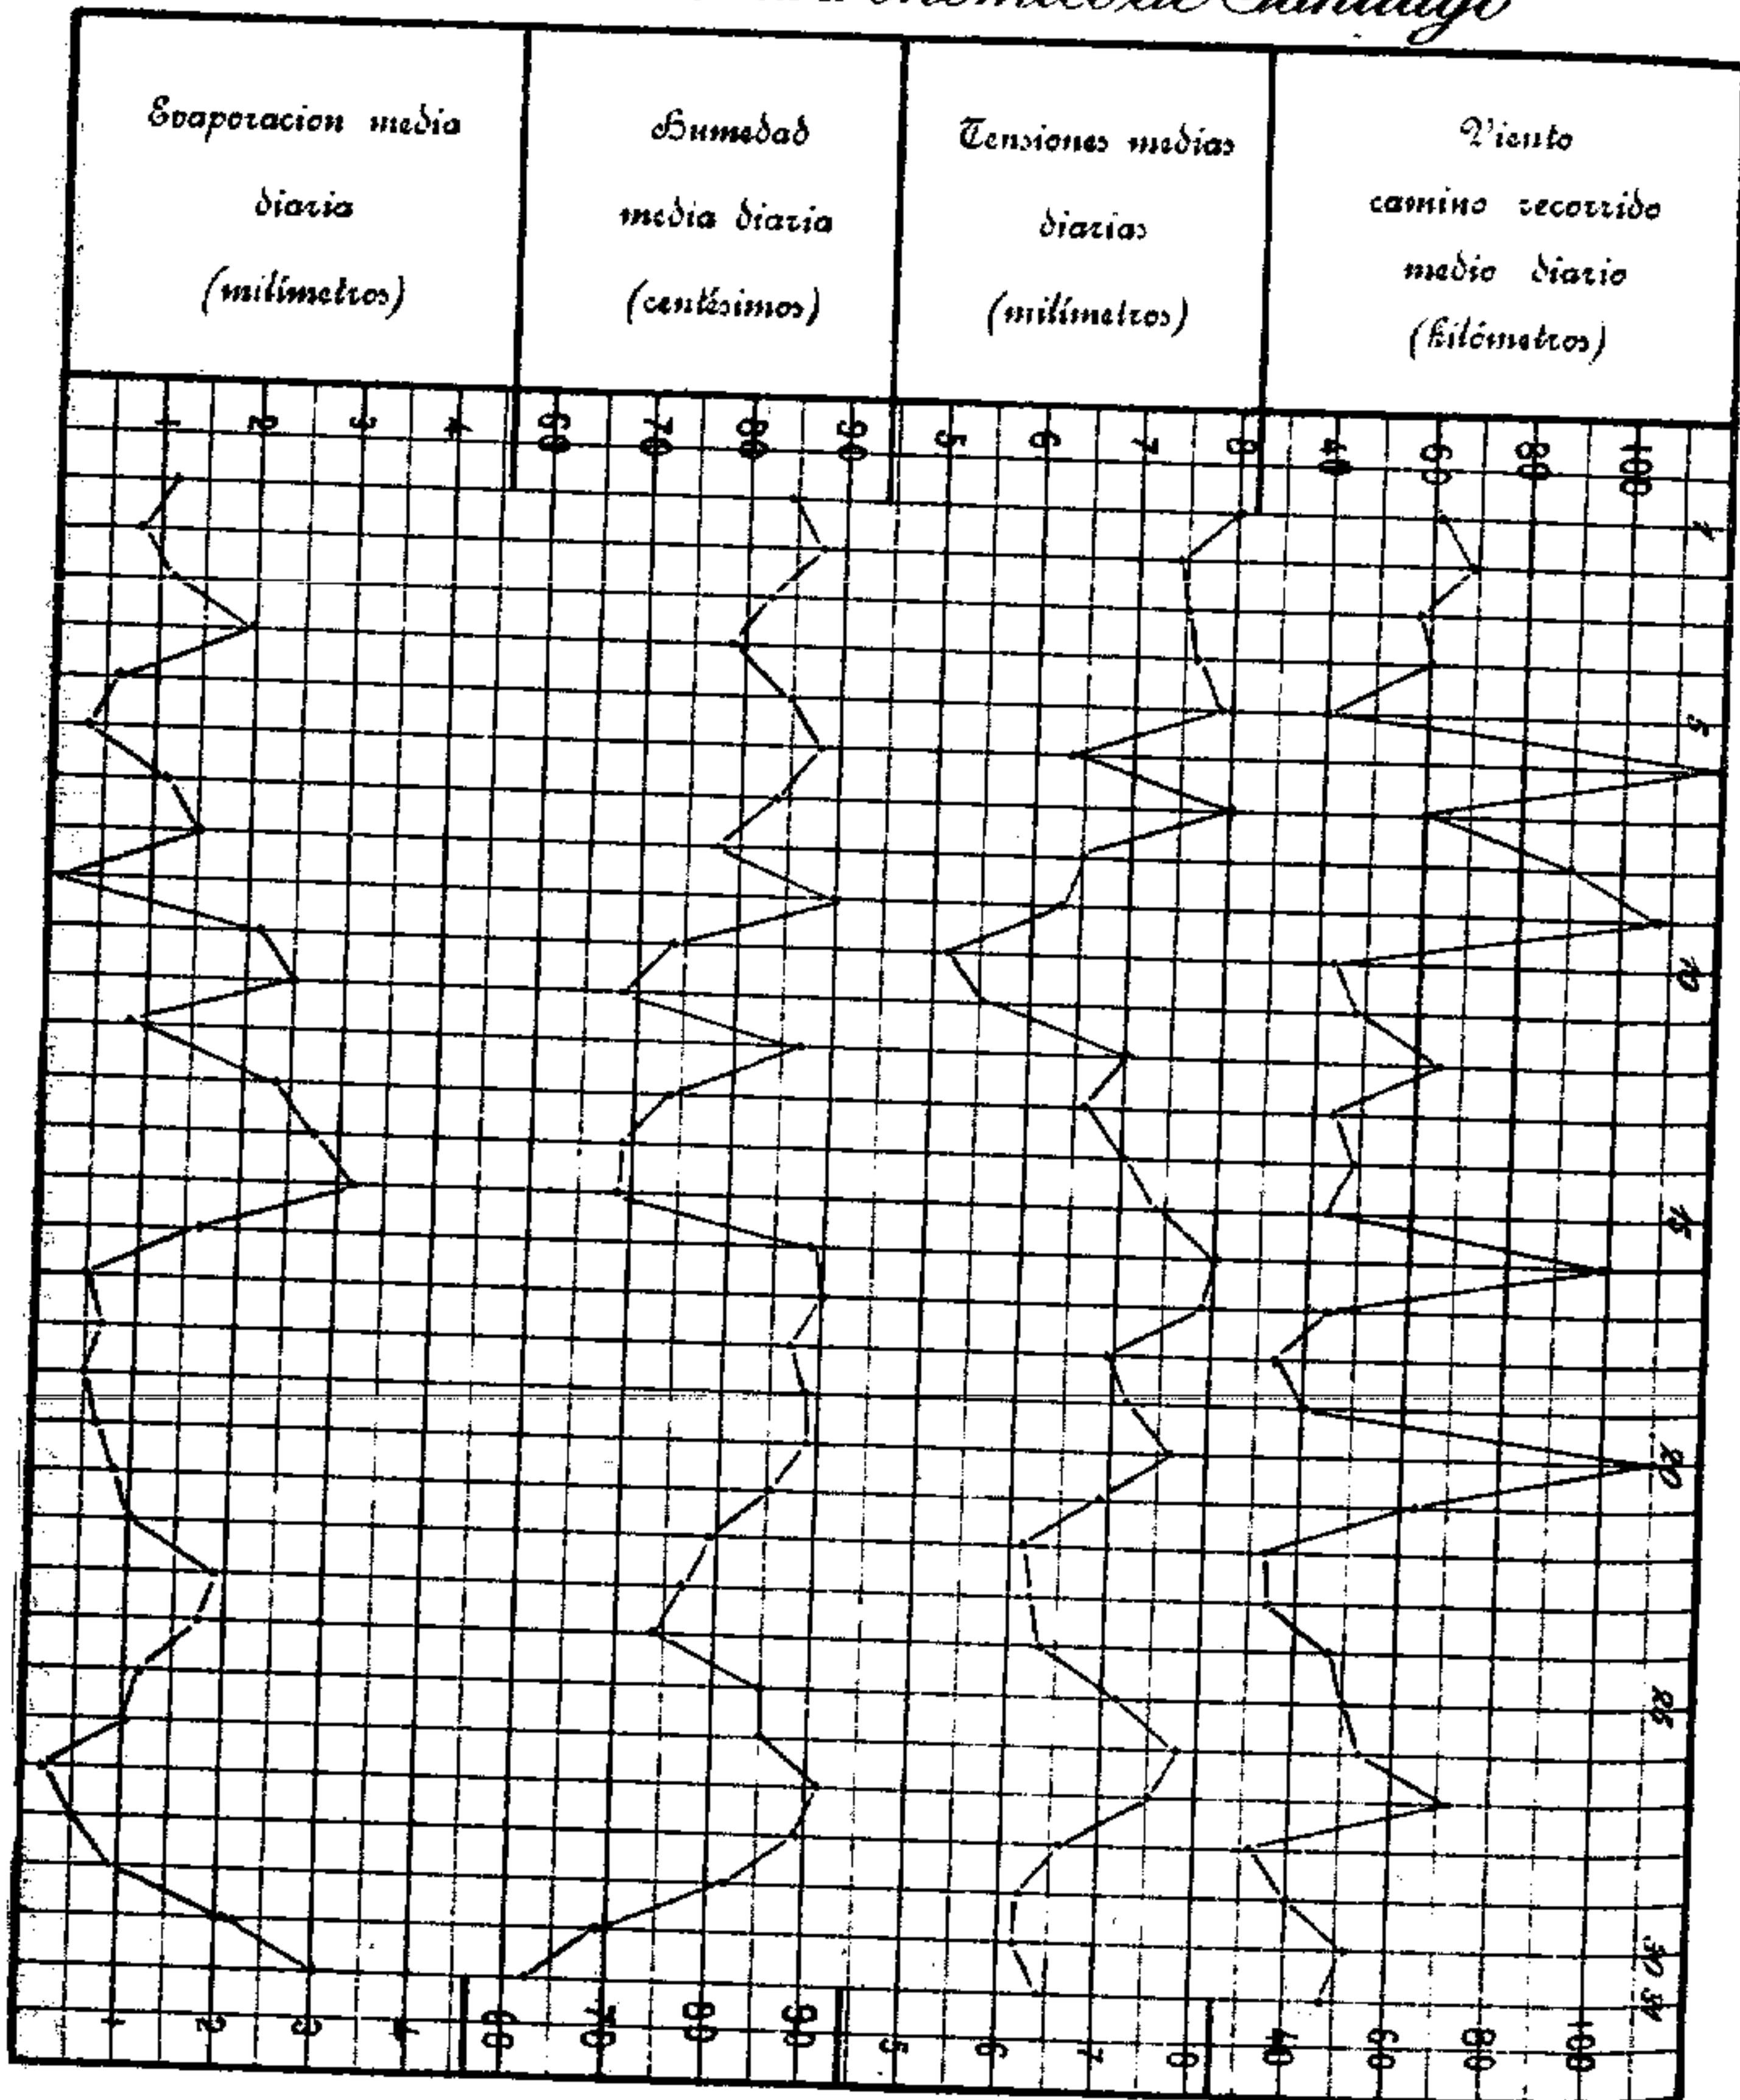 de Santiago
Evaporacion media
diaria
(milímetros)
Humedad
media diaria
(centésimos)
Tensiones medias
diarias
(milímetros)
Viento
camino recorrido
medio diario
(kilómetros)
1 2 3 4 60 70 80 90 5 6 7 8 40 60 80 100
1
5
10
15
20
25
30
31
1 2 3 4 60 70 80 90 5 6 7 8 40 60 80 100